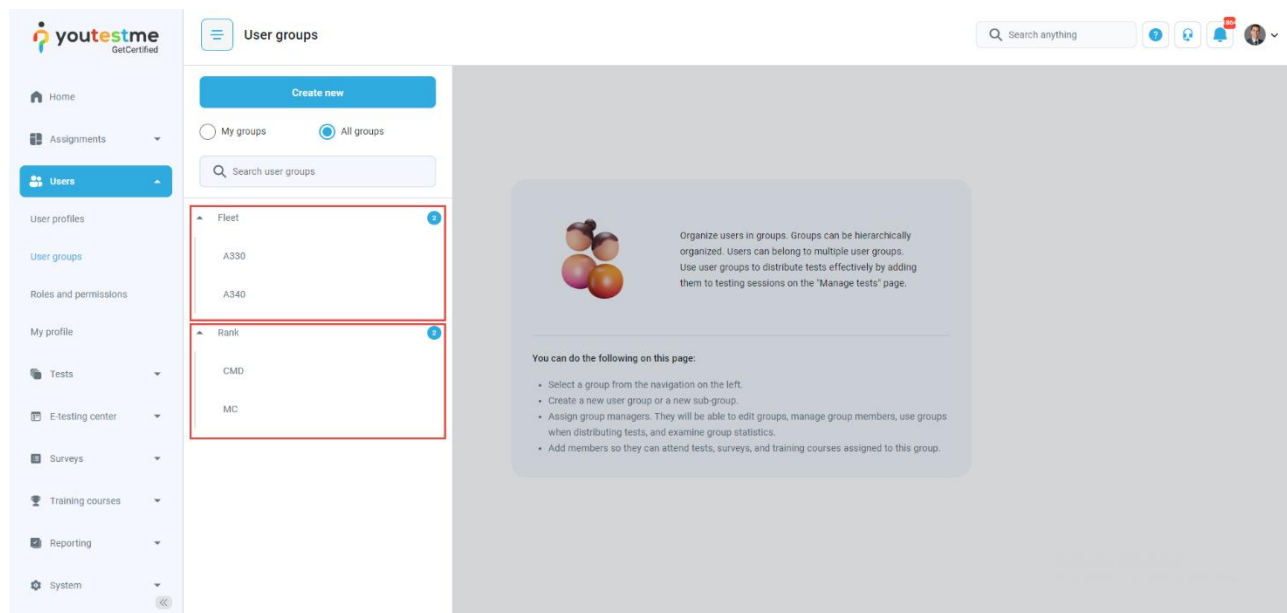 youtestme
GetCertified
User groups
Search anything
?
86+
Home
Assignments
Users
User profiles
User groups
Roles and permissions
My profile
Tests
E-testing center
Surveys
Training courses
Reporting
System
Create new
My groups
All groups
Search user groups
Fleet
2
A330
A340
Rank
2
CMD
MC
Organize users in groups. Groups can be hierarchically
organized. Users can belong to multiple user groups.
Use user groups to distribute tests effectively by adding
them to testing sessions on the "Manage tests" page.
You can do the following on this page:
• Select a group from the navigation on the left.
• Create a new user group or a new sub-group.
• Assign group managers. They will be able to edit groups, manage group members, use groups
when distributing tests, and examine group statistics.
• Add members so they can attend tests, surveys, and training courses assigned to this group.